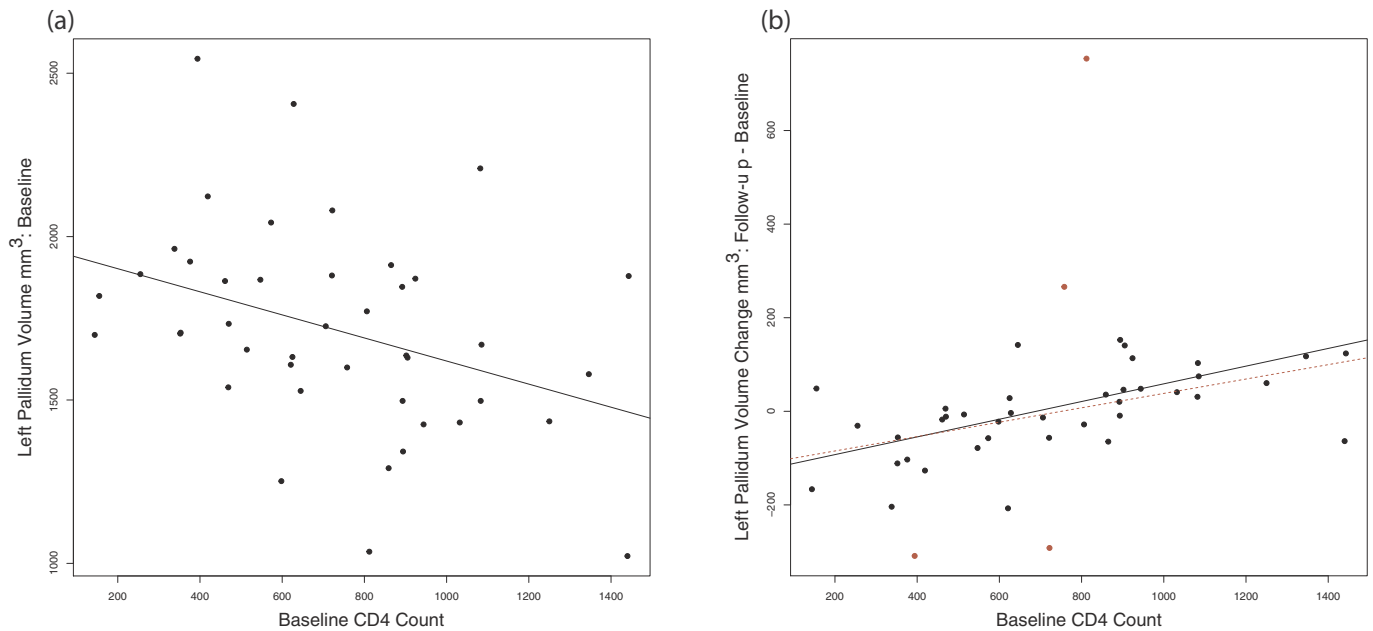 (a)
Left Pallidum Volume mm3: Baseline
2500
2000
1500
1000
200 400 600 800 1000 1200 1400
Baseline CD4 Count
(b)
Left Pallidum Volume Change mm3: Follow-u p - Baseline
600
400
200
0
−200
200 400 600 800 1000 1200 1400
Baseline CD4 Count